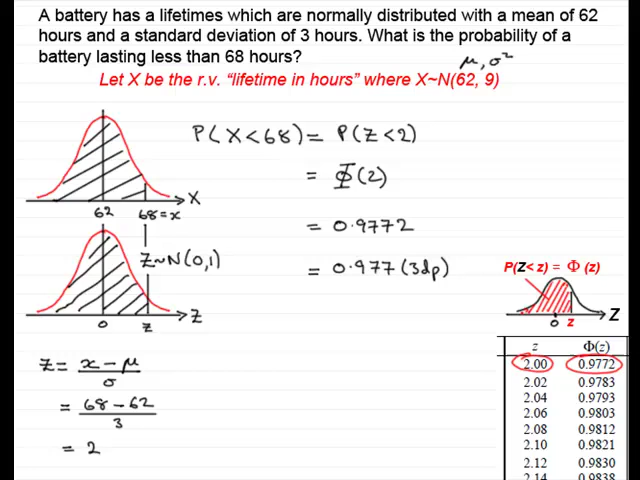 A battery has a lifetimes which are normally distributed with a mean of 62
hours and a standard deviation of 3 hours. What is the probability of a
battery lasting less than 68 hours?
μ, σ²
Let X be the r.v. “lifetime in hours” where X~N(62, 9)
P(X<68) = P(Z<2)
= Φ(2)
= 0.9772
= 0.977 (3dp)
X
62
68 = x
Z~N(0,1)
0
z
Z
z = x - μ / σ
= 68 - 62 / 3
= 2
P(Z< z) = Φ (z)
0
z
Z
z Φ(z)
2.00 0.9772
2.02 0.9783
2.04 0.9793
2.06 0.9803
2.08 0.9812
2.10 0.9821
2.12 0.9830
2.14 0.9838